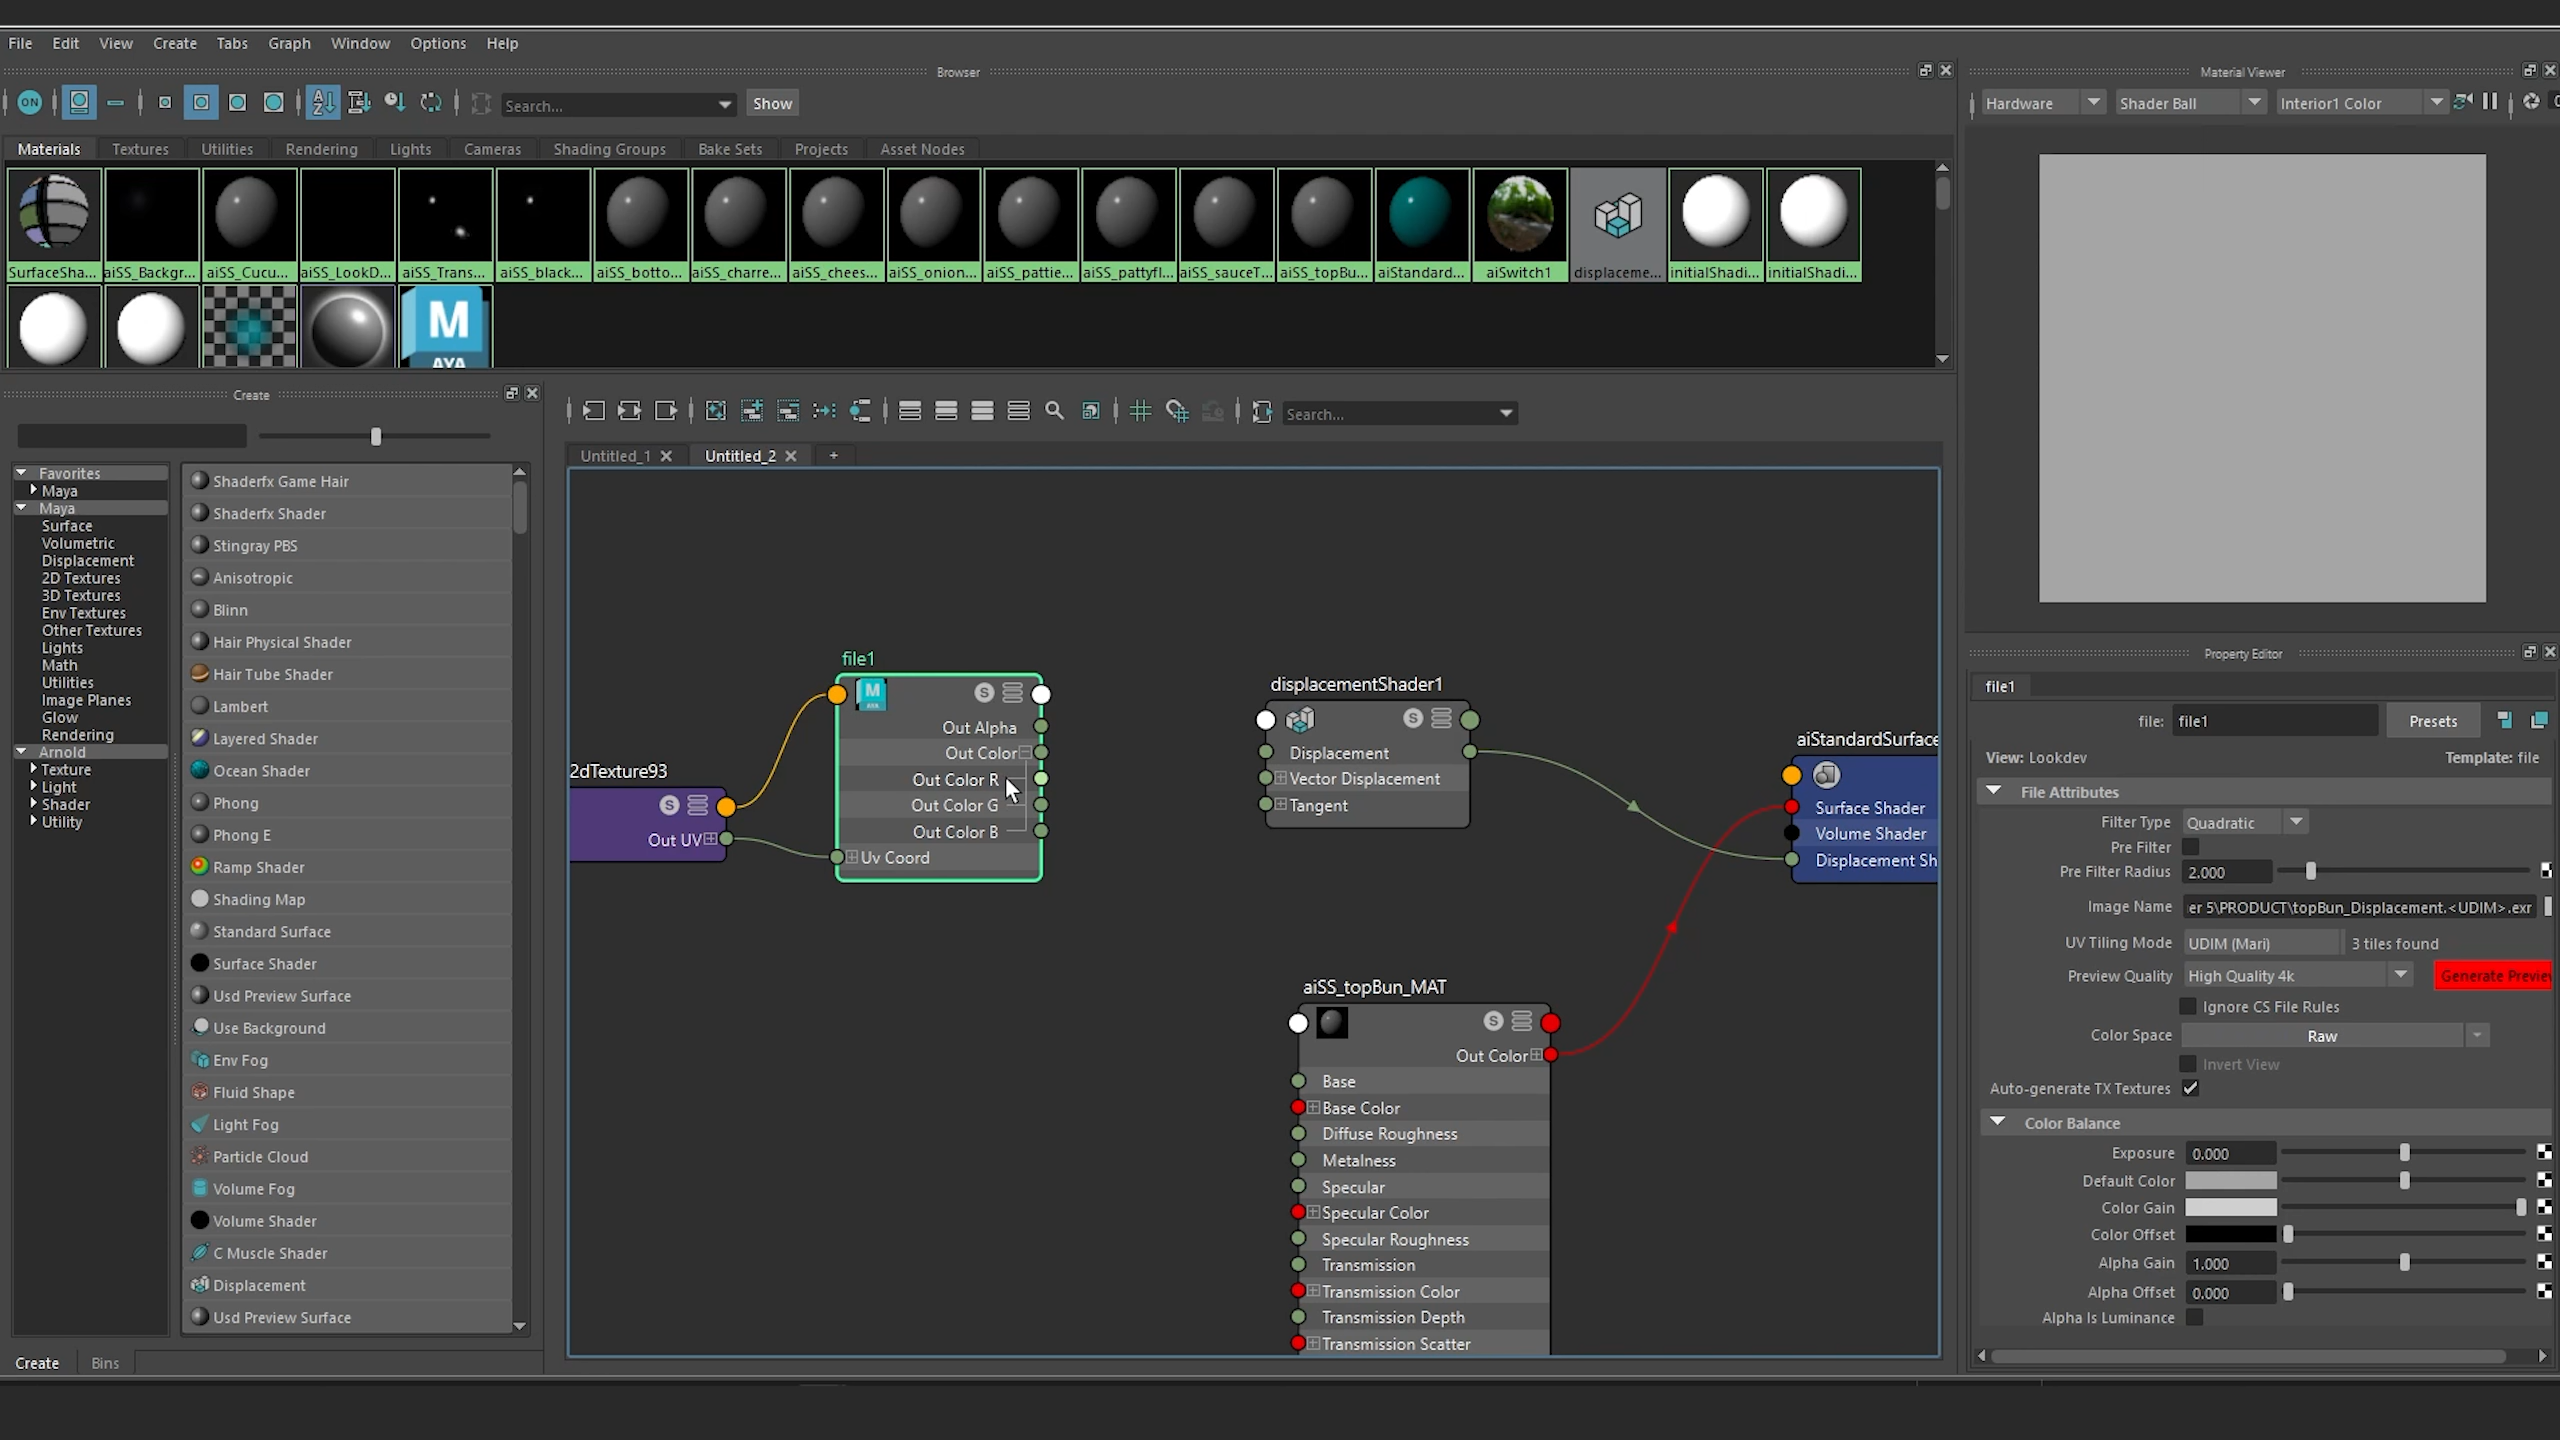 File Edit View Create Tabs Graph Window Options Help
Browser
ON Search... Show
Materials Textures Utilities Rendering Lights Cameras Shading Groups Bake Sets Projects Asset Nodes
SurfaceSha... aiSS_Backgr... aiSS_Cucu... aiSS_LookD... aiSS_Trans... aiSS_black... aiSS_botto... aiSS_charre... aiSS_chees... aiSS_onion... aiSS_pattie... aiSS_pattyfl... aiSS_sauceT... aiSS_topBu... aiStandard... aiSwitch1 displaceme... initialShadi... initialShadi...
M
AYA
Create
Favorites
Maya
Maya
Surface
Volumetric
Displacement
2D Textures
3D Textures
Env Textures
Other Textures
Lights
Math
Utilities
Image Planes
Glow
Rendering
Arnold
Texture
Light
Shader
Utility
Shaderfx Game Hair
Shaderfx Shader
Stingray PBS
Anisotropic
Blinn
Hair Physical Shader
Hair Tube Shader
Lambert
Layered Shader
Ocean Shader
Phong
Phong E
Ramp Shader
Shading Map
Standard Surface
Surface Shader
Usd Preview Surface
Use Background
Env Fog
Fluid Shape
Light Fog
Particle Cloud
Volume Fog
Volume Shader
C Muscle Shader
Displacement
Usd Preview Surface
Create Bins
Search...
Untitled_1 Untitled_2 +
2dTexture93
S
Out UV
file1
M S
Out Alpha
Out Color
Out Color R
Out Color G
Out Color B
Uv Coord
displacementShader1
S
Displacement
Vector Displacement
Tangent
aiStandardSurface
Surface Shader
Volume Shader
Displacement Sh
aiSS_topBun_MAT
S
Out Color
Base
Base Color
Diffuse Roughness
Metalness
Specular
Specular Color
Specular Roughness
Transmission
Transmission Color
Transmission Depth
Transmission Scatter
Material Viewer
Hardware Shader Ball Interior1 Color
Property Editor
file1
file: file1 Presets
View: Lookdev Template: file
File Attributes
Filter Type Quadratic
Pre Filter
Pre Filter Radius 2.000
Image Name er 5\PRODUCT\topBun_Displacement.<UDIM>.exr
UV Tiling Mode UDIM (Mari) 3 tiles found
Preview Quality High Quality 4k Generate Preview
Ignore CS File Rules
Color Space Raw
Invert View
Auto-generate TX Textures
Color Balance
Exposure 0.000
Default Color
Color Gain
Color Offset
Alpha Gain 1.000
Alpha Offset 0.000
Alpha Is Luminance